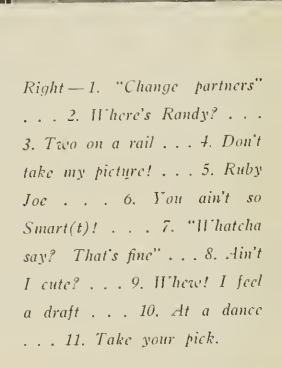 Right — 1. "Change partners"
. . . 2. Where's Randy? . . .
3. Two on a rail . . . 4. Don't
take my picture! . . . 5. Ruby
Joe . . . 6. You ain't so
Smart(t)! . . . 7. "Whatcha
say? That's fine" . . . 8. Ain't
I cute? . . . 9. Whew! I feel
a draft . . . 10. At a dance
. . . 11. Take your pick.